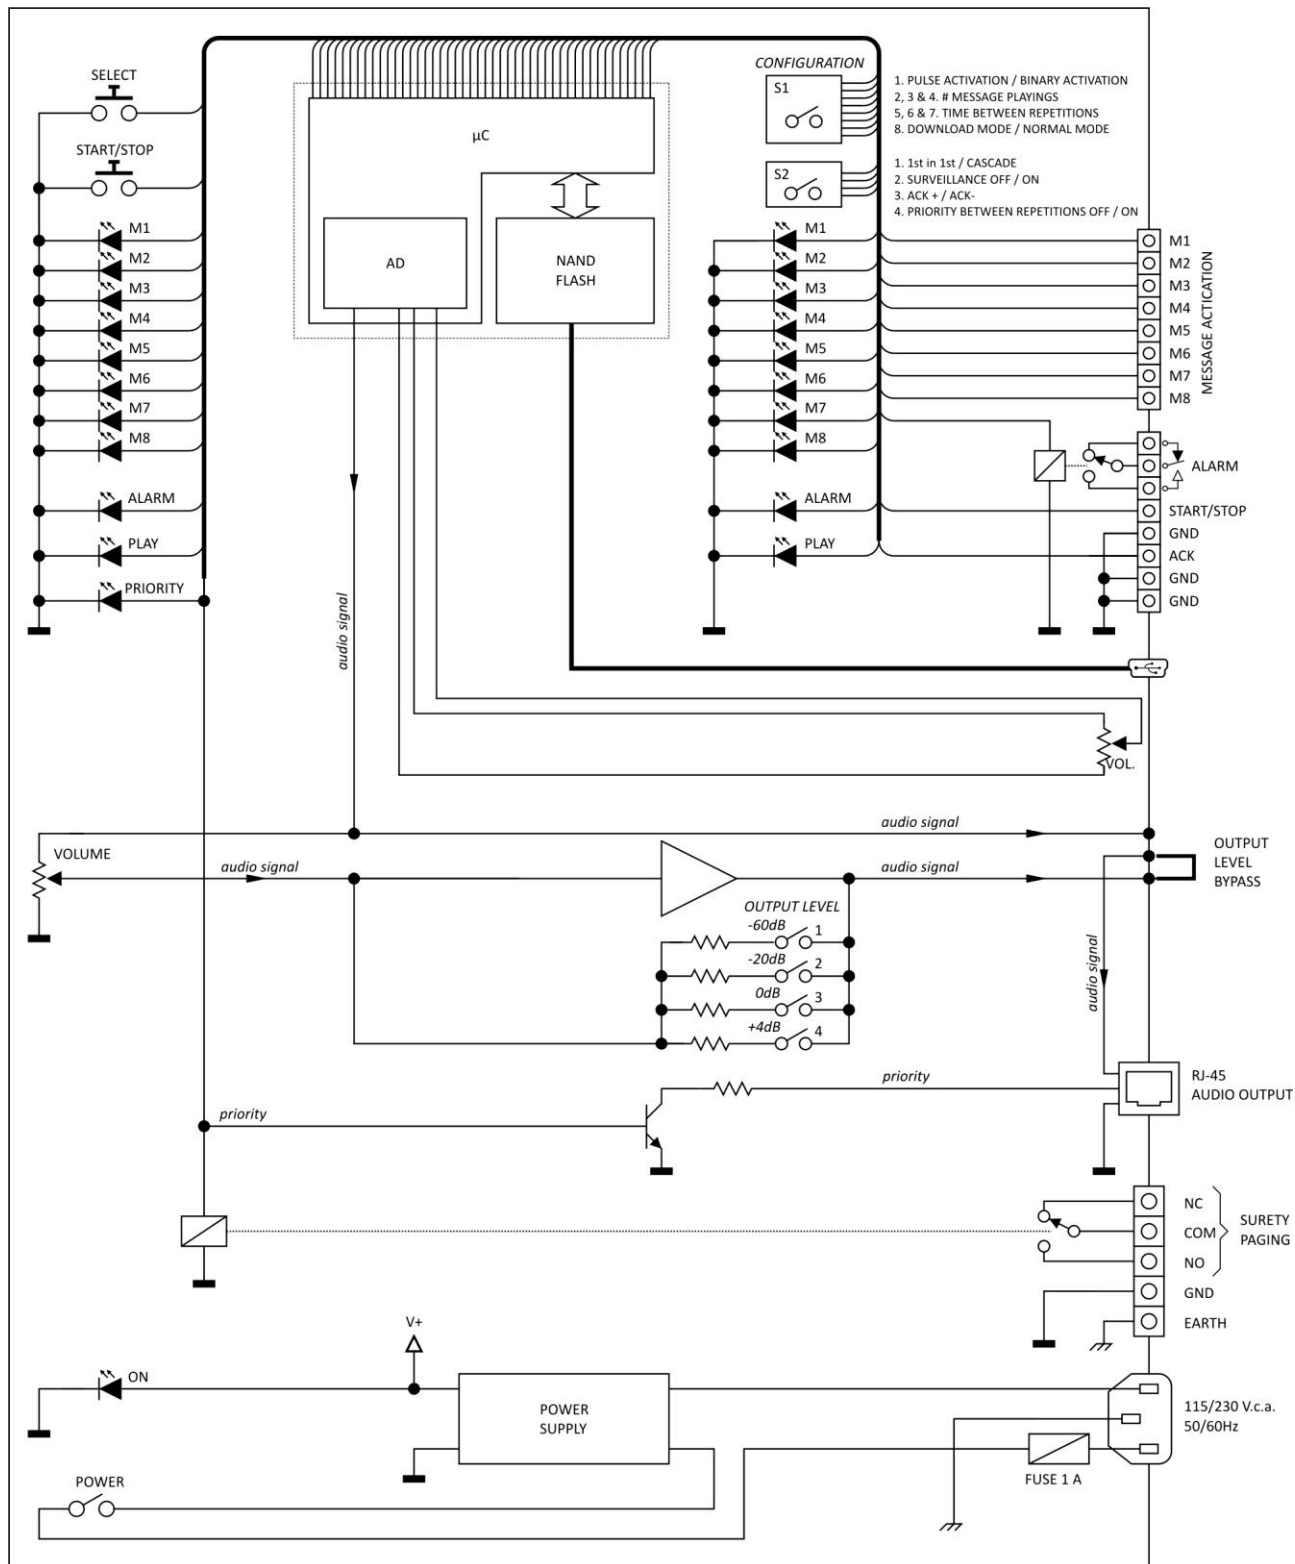 SELECT
START/STOP
M1
M2
M3
M4
M5
M6
M7
M8
ALARM
PLAY
PRIORITY
µC
AD
NAND
FLASH
CONFIGURATION
S1
1. PULSE ACTIVATION / BINARY ACTIVATION
2, 3 & 4. # MESSAGE PLAYINGS
5, 6 & 7. TIME BETWEEN REPETITIONS
8. DOWNLOAD MODE / NORMAL MODE
S2
1. 1st in 1st / CASCADE
2. SURVEILLANCE OFF / ON
3. ACK + / ACK-
4. PRIORITY BETWEEN REPETITIONS OFF / ON
M1
M2
M3
M4
M5
M6
M7
M8
ALARM
PLAY
M1
M2
M3
M4
M5
M6
M7
M8
MESSAGE ACTICATION
ALARM
START/STOP
GND
ACK
GND
GND
audio signal
VOL.
audio signal
VOLUME
audio signal
audio signal
OUTPUT
LEVEL
BYPASS
OUTPUT LEVEL
-60dB 1
-20dB 2
0dB 3
+4dB 4
audio signal
priority
priority
RJ-45
AUDIO OUTPUT
NC
COM
NO
SURETY
PAGING
GND
EARTH
V+
ON
POWER
SUPPLY
115/230 V.c.a.
50/60Hz
FUSE 1 A
POWER